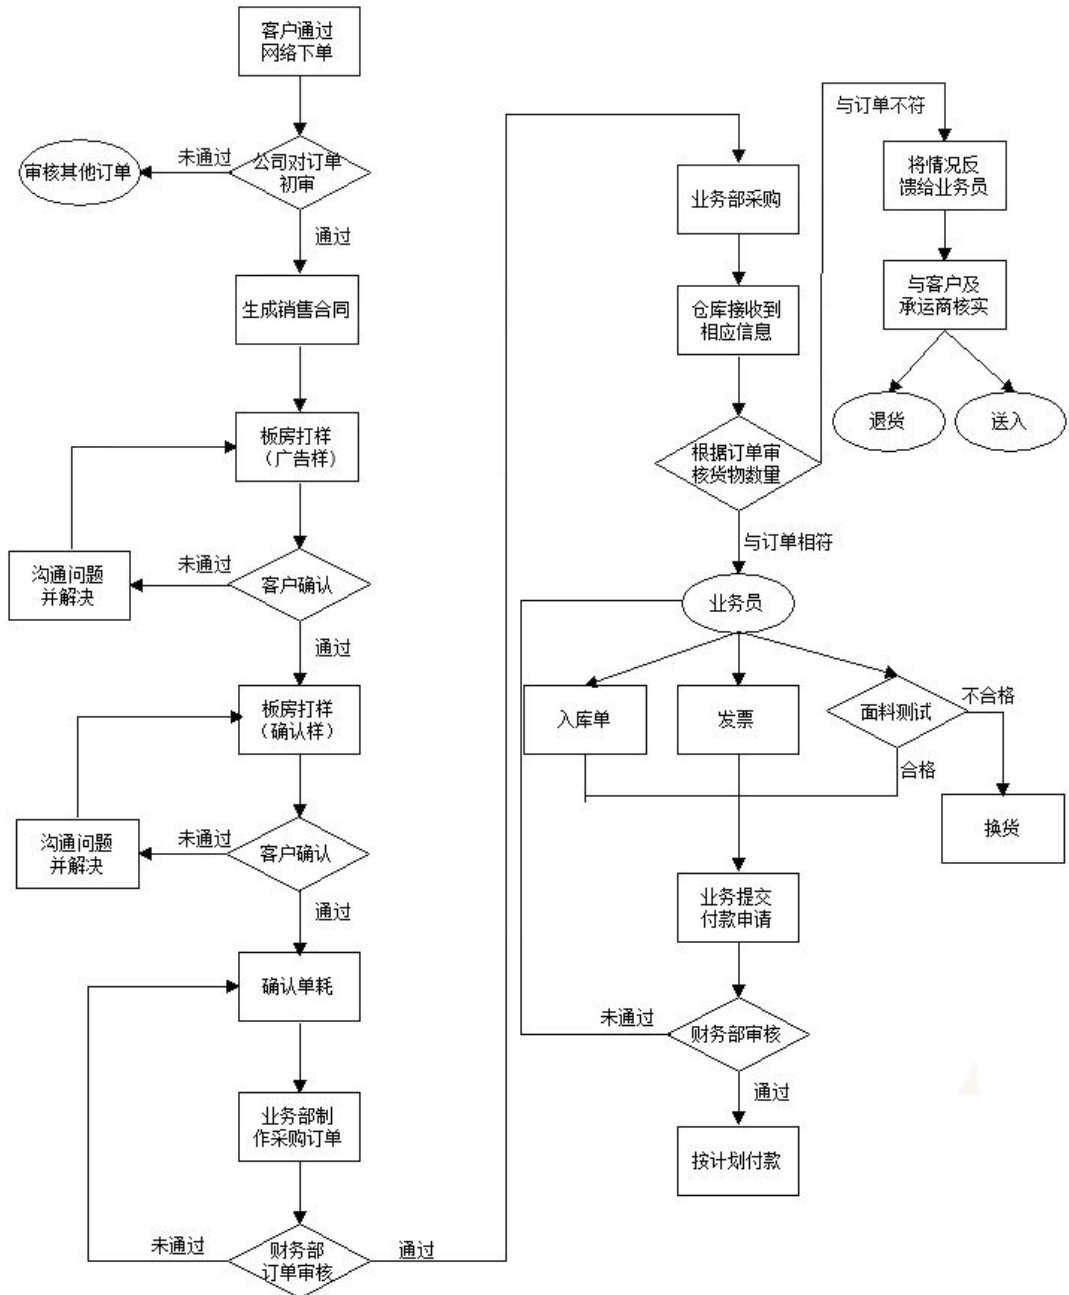 客户通过
网络下单
未通过
公司对订单
初审
审核其他订单
通过
生成销售合同
板房打样
（广告样）
未通过
客户确认
沟通问题
并解决
通过
板房打样
（确认样）
未通过
客户确认
沟通问题
并解决
通过
确认单耗
业务部制
作采购订单
未通过
财务部
订单审核
通过
业务部采购
仓库接收到
相应信息
根据订单审
核货物数量
与订单不符
将情况反
馈给业务员
与客户及
承运商核实
退货
送入
与订单相符
业务员
入库单
发票
面料测试
不合格
合格
换货
业务提交
付款申请
未通过
财务部审核
通过
按计划付款